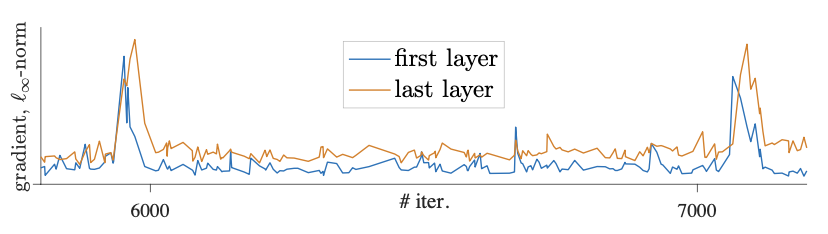 gradient, ℓ∞-norm
first layer
last layer
6000
# iter.
7000